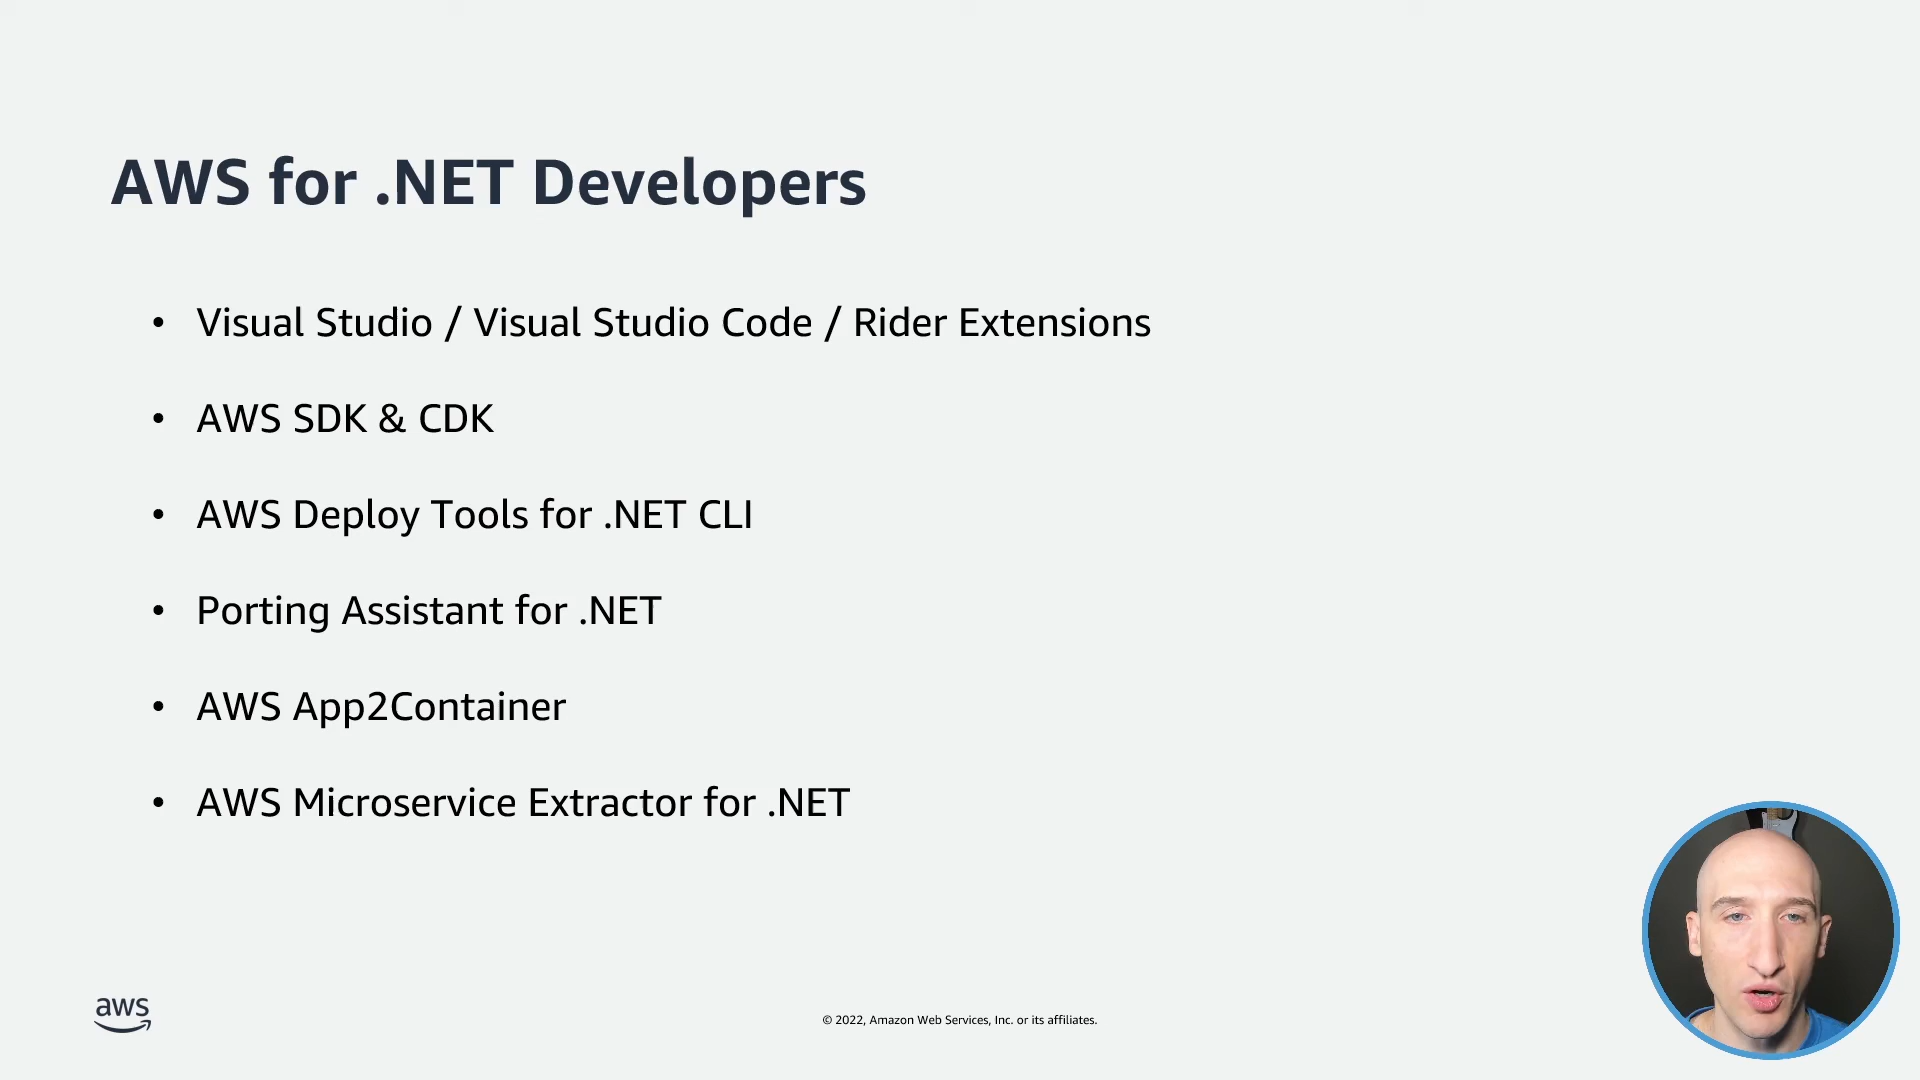 AWS for .NET Developers
• Visual Studio / Visual Studio Code / Rider Extensions
• AWS SDK & CDK
• AWS Deploy Tools for .NET CLI
• Porting Assistant for .NET
• AWS App2Container
• AWS Microservice Extractor for .NET
aws
© 2022, Amazon Web Services, Inc. or its affiliates.